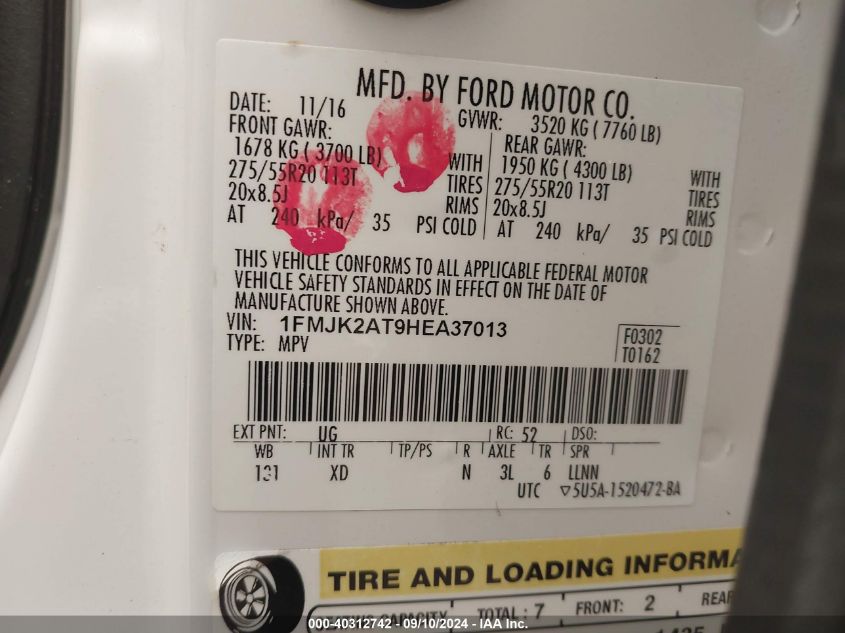 MFD. BY FORD MOTOR CO.
DATE: 11/16
GVWR: 3520 KG ( 7760 LB)
FRONT GAWR:
1678 KG ( 3700 LB)
WITH
275/55R20 113T
TIRES
20x8.5J
RIMS
AT 240 kPa/ 35 PSI COLD
REAR GAWR:
1950 KG ( 4300 LB)
WITH
275/55R20 113T
TIRES
20x8.5J
RIMS
AT 240 kPa/ 35 PSI COLD
THIS VEHICLE CONFORMS TO ALL APPLICABLE FEDERAL MOTOR
VEHICLE SAFETY STANDARDS IN EFFECT ON THE DATE OF
MANUFACTURE SHOWN ABOVE.
VIN: 1FMJK2AT9HEA37013
TYPE: MPV
F0302
T0162
EXT PNT: UG RC: 52 DSO:
WB INT TR TP/PS R AXLE TR SPR
131 XD N 3L 6 LLNN
UTC ▽5U5A-1520472-BA
TIRE AND LOADING
TOTAL : 7 FRONT: 2
000-40312742 - 09/10/2024 - IAA Inc.